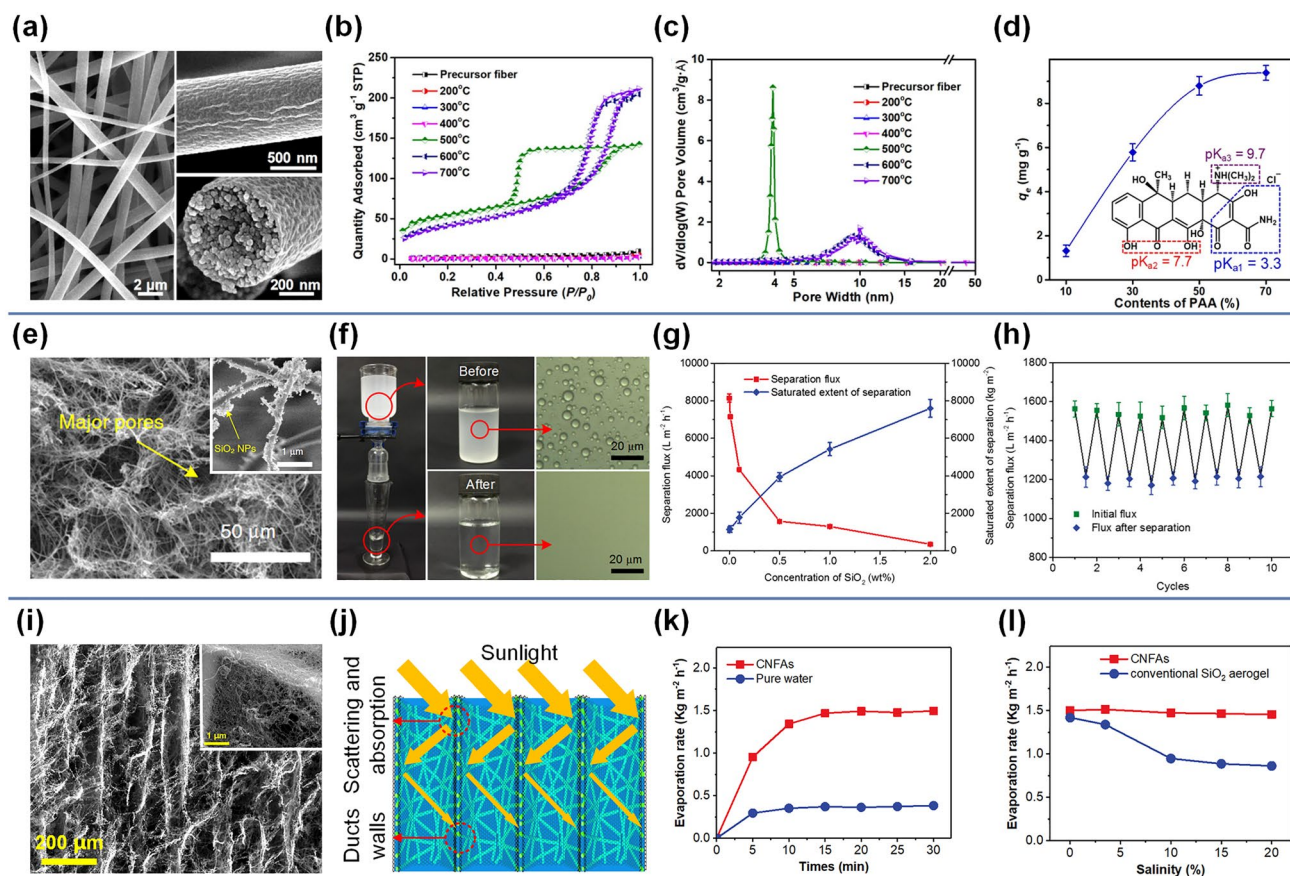 (a)
2 μm
500 nm
200 nm
(b)
Quantity Adsorbed (cm³ g⁻¹ STP)
250
200
150
100
50
0
Precursor fiber
200°C
300°C
400°C
500°C
600°C
700°C
0.0 0.2 0.4 0.6 0.8 1.0
Relative Pressure (P/P₀)
(c)
dV/dlog(W) Pore Volume (cm³/g·Å)
10
8
6
4
2
0
Precursor fiber
200°C
300°C
400°C
500°C
600°C
700°C
2 4 6 8 10 15 20 50
Pore Width (nm)
(d)
qe (mg mg⁻¹)
9
6
3
0
pKa3 = 9.7
CH₃ H H NH(CH₃)₂ Cl⁻
HO H H OH
NH₂
OH O OH HO O O
pKa2 = 7.7
pKa1 = 3.3
10 20 30 40 50 60 70
Contents of PAA (%)
(e)
Major pores
SiO₂ NPs
1 μm
50 μm
(f)
Before
20 μm
After
20 μm
(g)
Separation flux (L m⁻² h⁻¹)
10000
8000
6000
4000
2000
0
Separation flux
Saturated extent of separation
10000
8000
6000
4000
2000
0
Saturated extent of separation (kg m⁻²)
0.0 0.5 1.0 1.5 2.0
Concentration of SiO₂ (wt%)
(h)
Separation flux (L m⁻² h⁻¹)
1800
1600
1400
1200
1000
800
Initial flux
Flux after separation
0 2 4 6 8 10
Cycles
(i)
1 μm
200 μm
(j)
Sunlight
Scattering and
absorption
Ducts
walls
(k)
Evaporation rate (Kg m⁻² h⁻¹)
2.0
1.5
1.0
0.5
0.0
CNFAs
Pure water
0 5 10 15 20 25 30
Times (min)
(l)
Evaporation rate (Kg m⁻² h⁻¹)
2.0
1.5
1.0
0.5
0.0
CNFAs
conventional SiO₂ aerogel
0 5 10 15 20
Salinity (%)